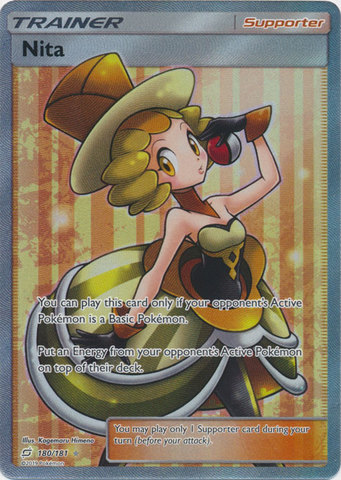 TRAINER
Supporter
Nita
You can play this card only if your opponent's Active
Pokémon is a Basic Pokémon.
Put an Energy from your opponent's Active Pokémon
on top of their deck.
Illus. Kagemaru Himeno
180/181
©2019 Pokémon
You may play only 1 Supporter card during your
turn (before your attack).